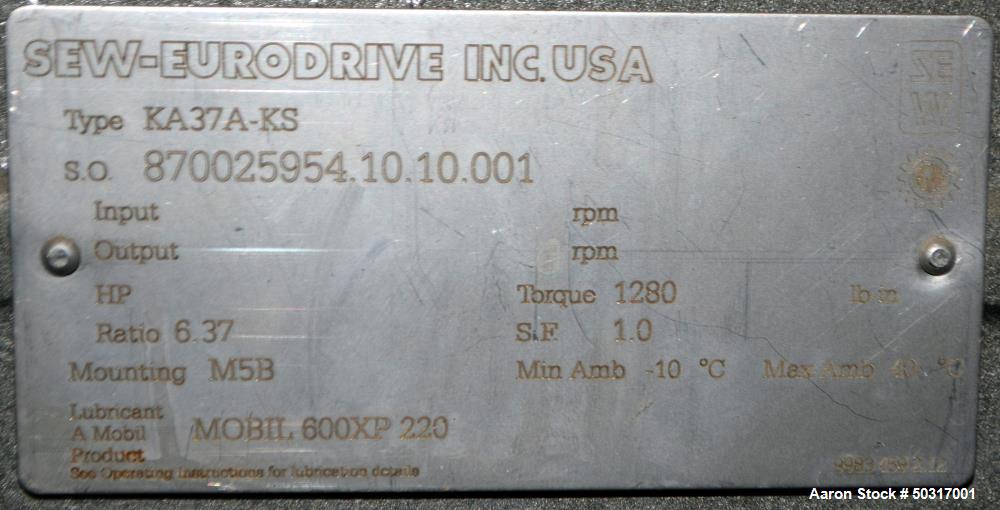 SEW-EURODRIVE INC. USA
SE
W
Type KA37A-KS
S.O. 870025954.10.10.001
Input rpm
Output rpm
HP Torque 1280 lb in
Ratio 6.37 S.F. 1.0
Mounting M5B Min Amb -10 °C Max Amb 40 °C
Lubricant
A Mobil MOBIL 600XP 220
Product
See Operating Instructions for lubrication details
Aaron Stock # 50317001